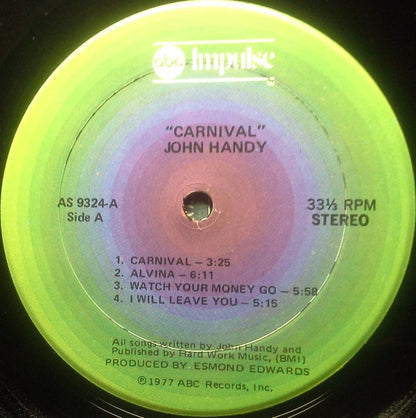 abc Impulse
"CARNIVAL"
JOHN HANDY
AS 9324-A
Side A
33⅓ RPM
STEREO
1. CARNIVAL – 3:25
2. ALVINA – 6:11
3. WATCH YOUR MONEY GO – 5:58
4. I WILL LEAVE YOU – 5:15
All songs written by John Handy and
Published by Hard Work Music, (BMI)
PRODUCED BY ESMOND EDWARDS
©1977 ABC Records, Inc.